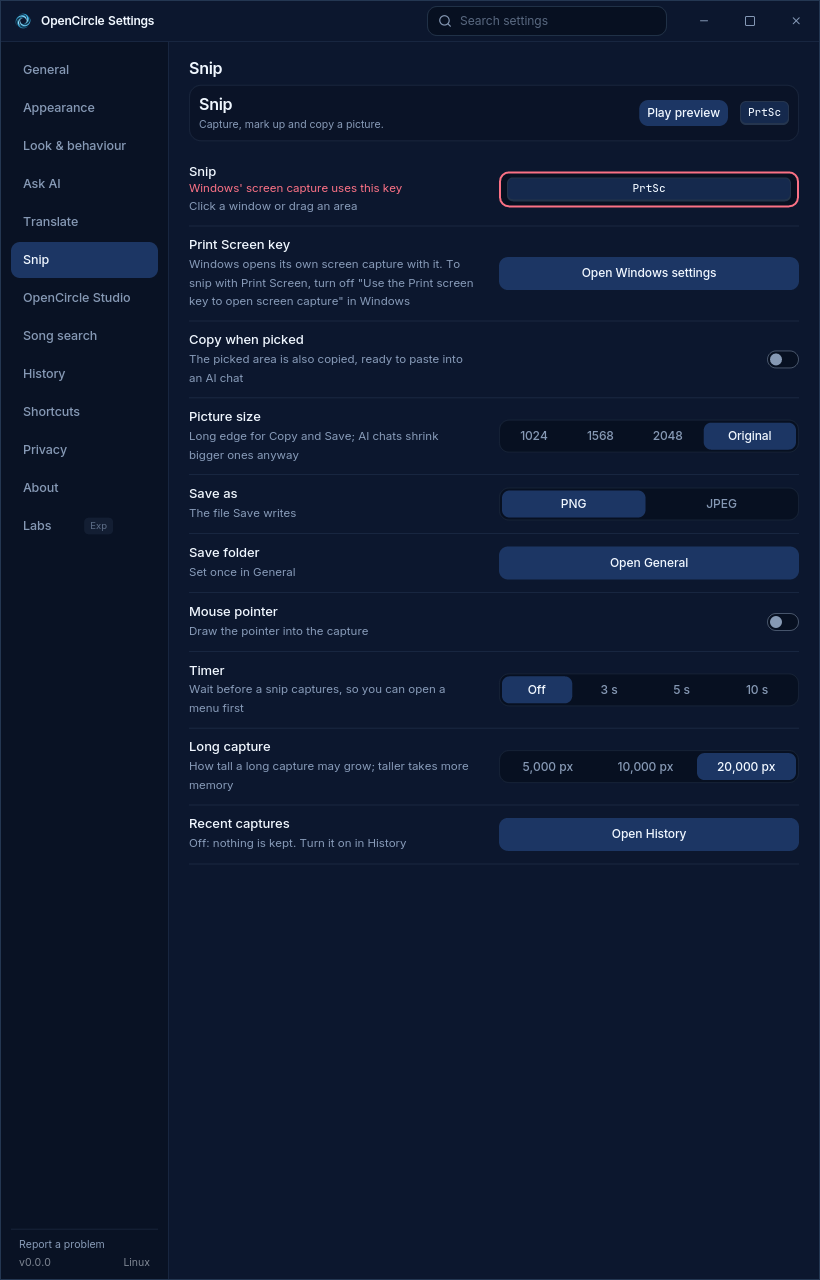 OpenCircle Settings
Search settings
General
Appearance
Look & behaviour
Ask AI
Translate
Snip
OpenCircle Studio
Song search
History
Shortcuts
Privacy
About
Labs Exp
Report a problem
v0.0.0 Linux
Snip
Snip
Capture, mark up and copy a picture.
Play preview PrtSc
Snip
Windows' screen capture uses this key
Click a window or drag an area
PrtSc
Print Screen key
Windows opens its own screen capture with it. To
snip with Print Screen, turn off "Use the Print screen
key to open screen capture" in Windows
Open Windows settings
Copy when picked
The picked area is also copied, ready to paste into
an AI chat
Picture size
Long edge for Copy and Save; AI chats shrink
bigger ones anyway
1024 1568 2048 Original
Save as
The file Save writes
PNG JPEG
Save folder
Set once in General
Open General
Mouse pointer
Draw the pointer into the capture
Timer
Wait before a snip captures, so you can open a
menu first
Off 3 s 5 s 10 s
Long capture
How tall a long capture may grow; taller takes more
memory
5,000 px 10,000 px 20,000 px
Recent captures
Off: nothing is kept. Turn it on in History
Open History